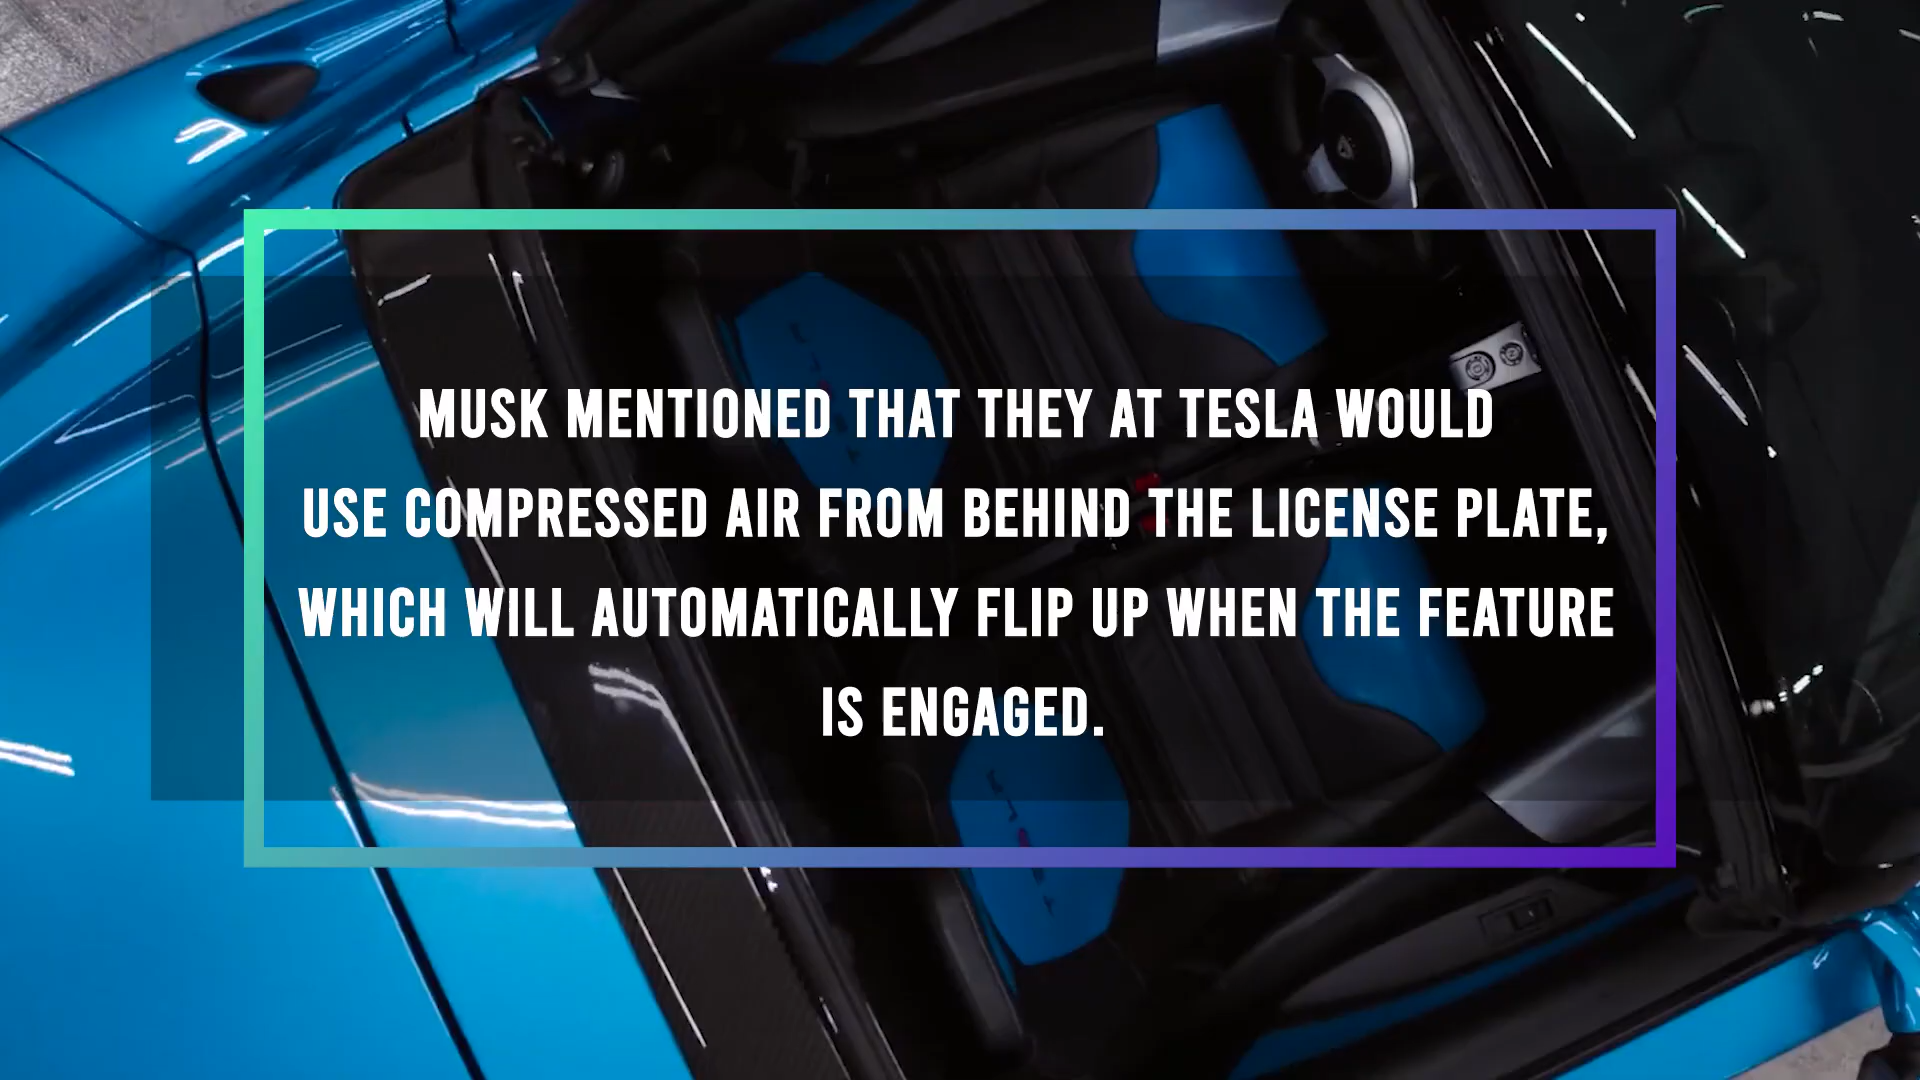 MUSK MENTIONED THAT THEY AT TESLA WOULD
USE COMPRESSED AIR FROM BEHIND THE LICENSE PLATE,
WHICH WILL AUTOMATICALLY FLIP UP WHEN THE FEATURE
IS ENGAGED.